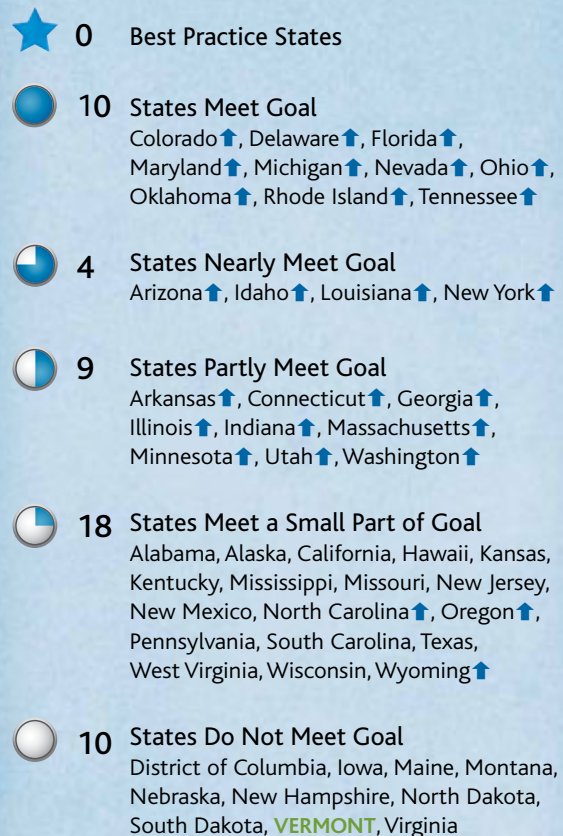 0 Best Practice States
10 States Meet Goal
Colorado⬆, Delaware⬆, Florida⬆,
Maryland⬆, Michigan⬆, Nevada⬆, Ohio⬆,
Oklahoma⬆, Rhode Island⬆, Tennessee⬆
4 States Nearly Meet Goal
Arizona⬆, Idaho⬆, Louisiana⬆, New York⬆
9 States Partly Meet Goal
Arkansas⬆, Connecticut⬆, Georgia⬆,
Illinois⬆, Indiana⬆, Massachusetts⬆,
Minnesota⬆, Utah⬆, Washington⬆
18 States Meet a Small Part of Goal
Alabama, Alaska, California, Hawaii, Kansas,
Kentucky, Mississippi, Missouri, New Jersey,
New Mexico, North Carolina⬆, Oregon⬆,
Pennsylvania, South Carolina, Texas,
West Virginia, Wisconsin, Wyoming⬆
10 States Do Not Meet Goal
District of Columbia, Iowa, Maine, Montana,
Nebraska, New Hampshire, North Dakota,
South Dakota, VERMONT, Virginia